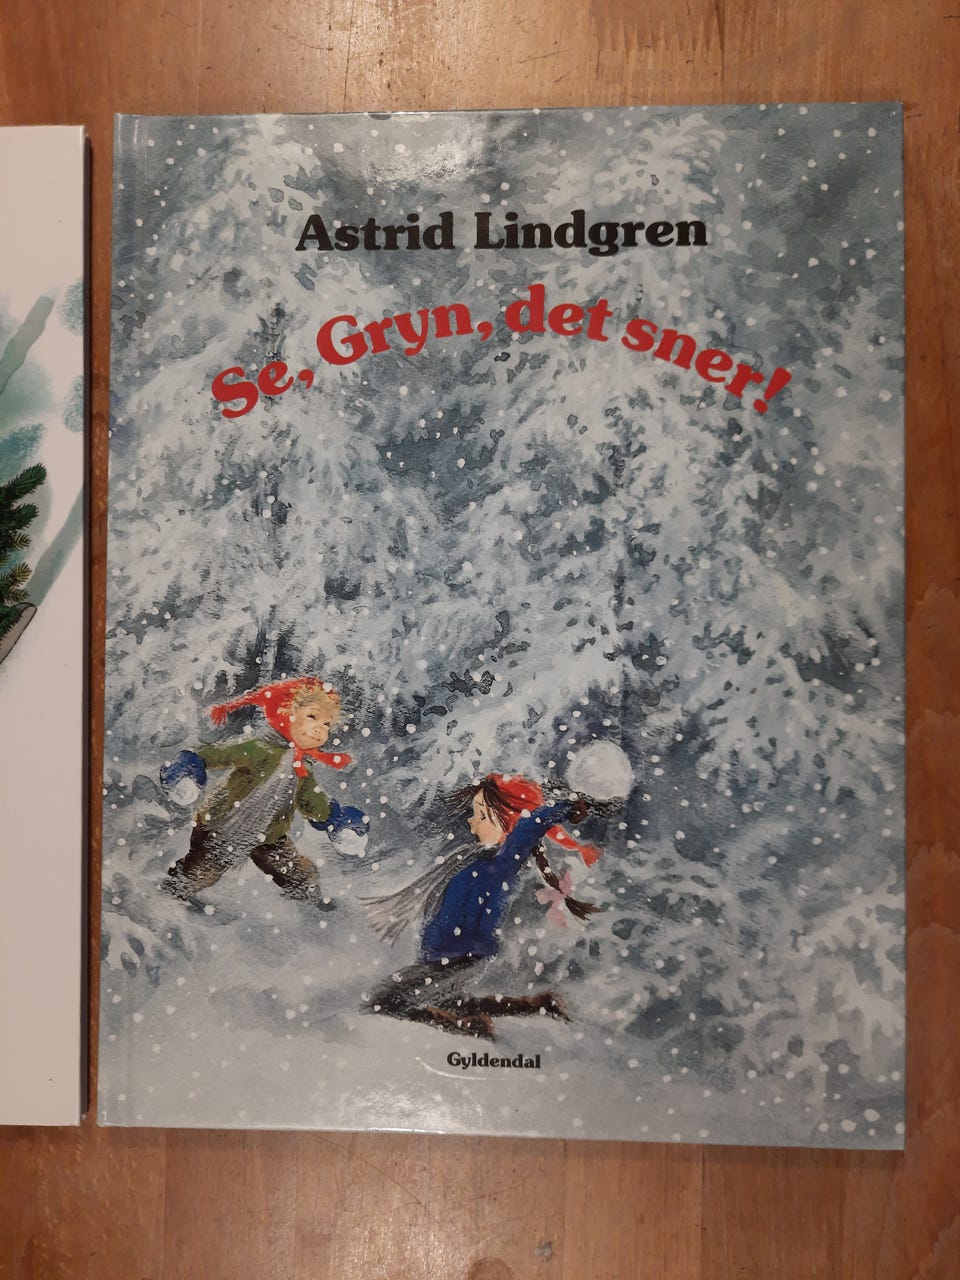 Astrid Lindgren
Se, Gryn, det sner!
Gyldendal